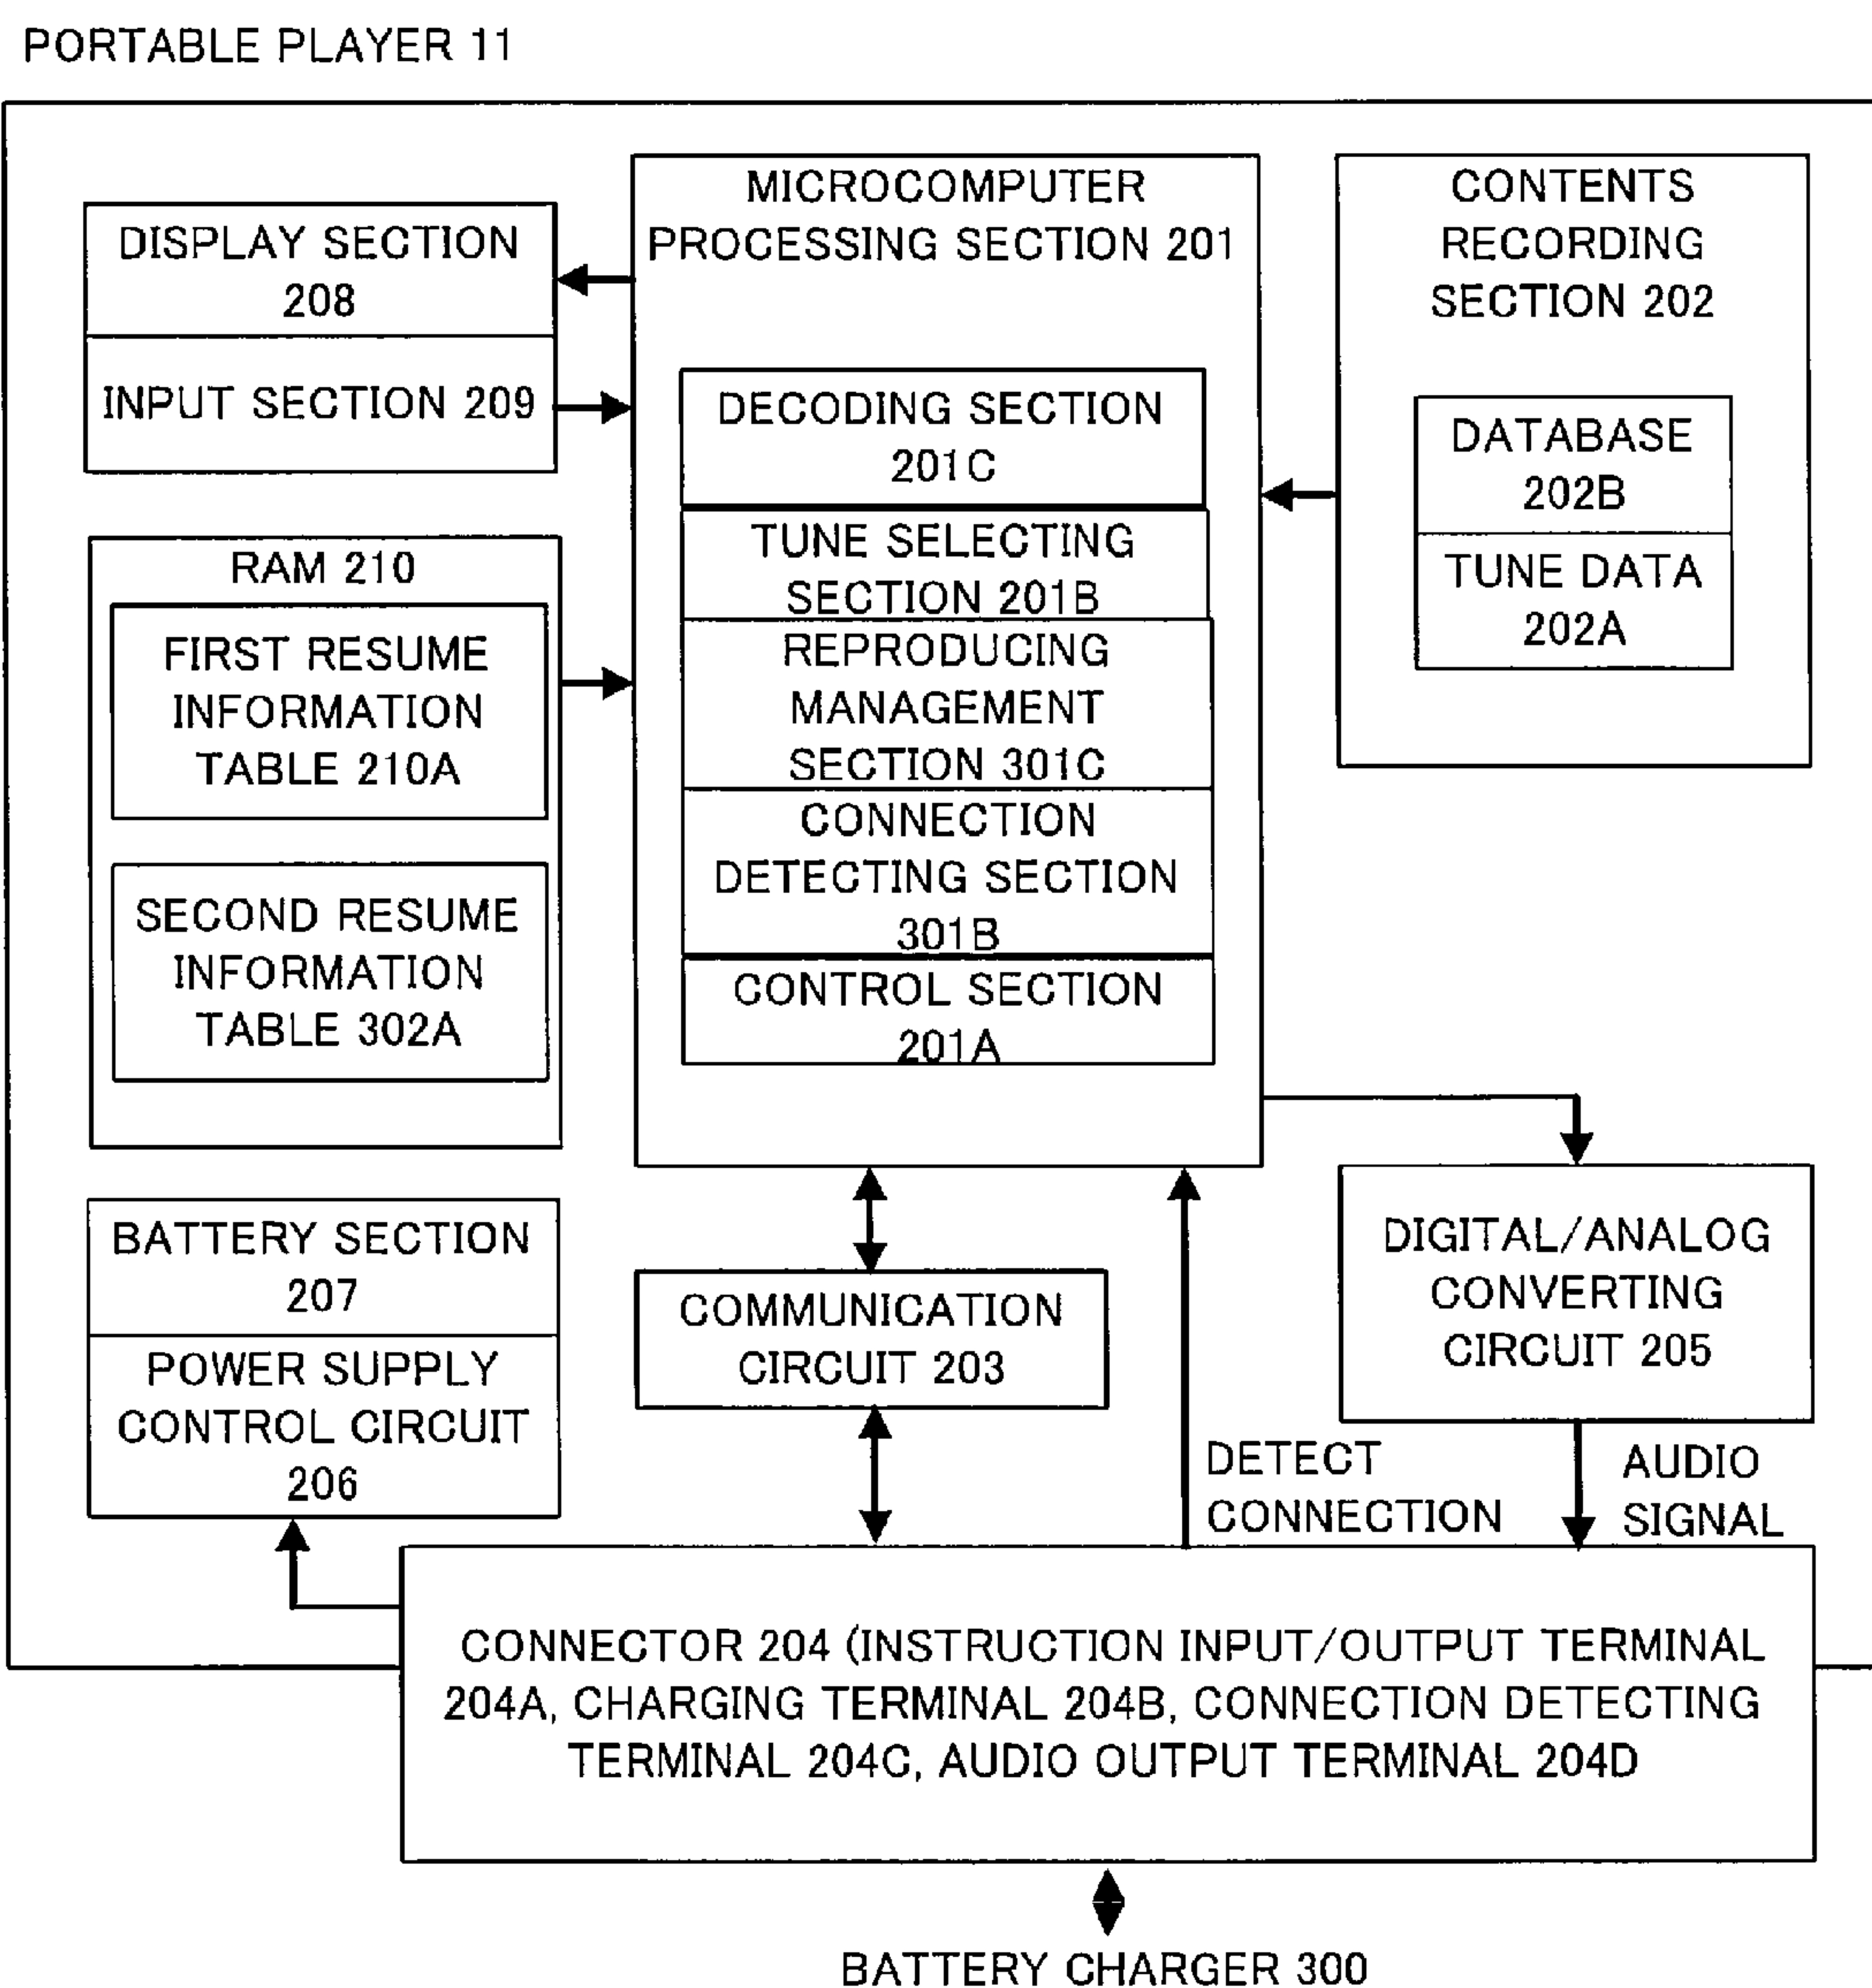 PORTABLE PLAYER 11
DISPLAY SECTION
208
INPUT SECTION 209
RAM 210
FIRST RESUME
INFORMATION
TABLE 210A
SECOND RESUME
INFORMATION
TABLE 302A
BATTERY SECTION
207
POWER SUPPLY
CONTROL CIRCUIT
206
MICROCOMPUTER
PROCESSING SECTION 201
DECODING SECTION
201C
TUNE SELECTING
SECTION 201B
REPRODUCING
MANAGEMENT
SECTION 301C
CONNECTION
DETECTING SECTION
301B
CONTROL SECTION
201A
CONTENTS
RECORDING
SECTION 202
DATABASE
202B
TUNE DATA
202A
COMMUNICATION
CIRCUIT 203
DIGITAL/ANALOG
CONVERTING
CIRCUIT 205
DETECT
CONNECTION
AUDIO
SIGNAL
CONNECTOR 204 (INSTRUCTION INPUT/OUTPUT TERMINAL
204A, CHARGING TERMINAL 204B, CONNECTION DETECTING
TERMINAL 204C, AUDIO OUTPUT TERMINAL 204D
BATTERY CHARGER 300